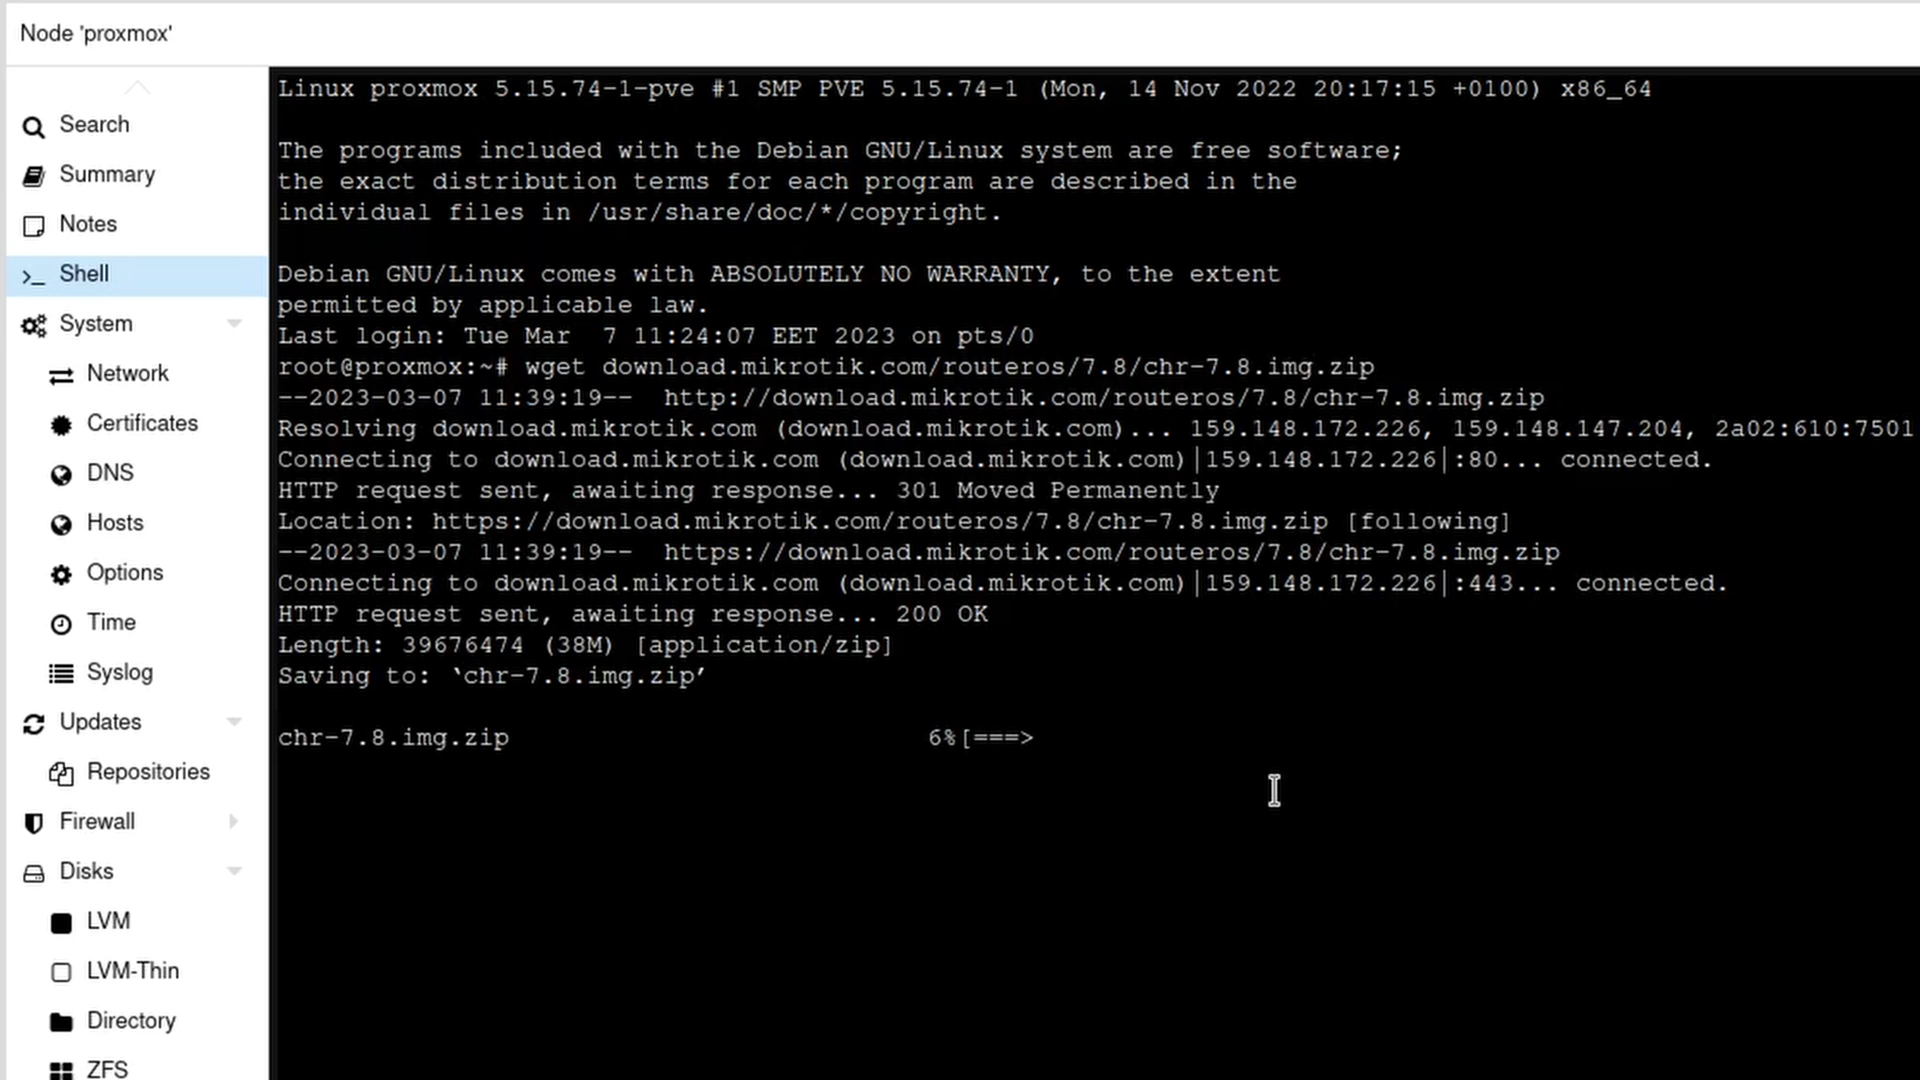 Node 'proxmox'
Search
Summary
Notes
Shell
System
Network
Certificates
DNS
Hosts
Options
Time
Syslog
Updates
Repositories
Firewall
Disks
LVM
LVM-Thin
Directory
ZFS
Linux proxmox 5.15.74-1-pve #1 SMP PVE 5.15.74-1 (Mon, 14 Nov 2022 20:17:15 +0100) x86_64
The programs included with the Debian GNU/Linux system are free software;
the exact distribution terms for each program are described in the
individual files in /usr/share/doc/*/copyright.
Debian GNU/Linux comes with ABSOLUTELY NO WARRANTY, to the extent
permitted by applicable law.
Last login: Tue Mar  7 11:24:07 EET 2023 on pts/0
root@proxmox:~# wget download.mikrotik.com/routeros/7.8/chr-7.8.img.zip
--2023-03-07 11:39:19--  http://download.mikrotik.com/routeros/7.8/chr-7.8.img.zip
Resolving download.mikrotik.com (download.mikrotik.com)... 159.148.172.226, 159.148.147.204, 2a02:610:7501
Connecting to download.mikrotik.com (download.mikrotik.com)|159.148.172.226|:80... connected.
HTTP request sent, awaiting response... 301 Moved Permanently
Location: https://download.mikrotik.com/routeros/7.8/chr-7.8.img.zip [following]
--2023-03-07 11:39:19--  https://download.mikrotik.com/routeros/7.8/chr-7.8.img.zip
Connecting to download.mikrotik.com (download.mikrotik.com)|159.148.172.226|:443... connected.
HTTP request sent, awaiting response... 200 OK
Length: 39676474 (38M) [application/zip]
Saving to: ‘chr-7.8.img.zip’
chr-7.8.img.zip 6%[===>